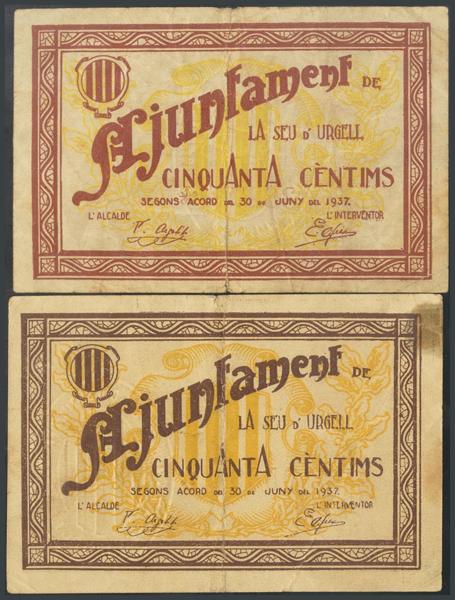 Ajuntament DE
LA SEU D' URGELL
CINQUANTA CÈNTIMS
SEGONS ACORD DEL 30 DE JUNY DEL 1937.
L' ALCALDE
L' INTERVENTOR
Ajuntament DE
LA SEU D' URGELL
CINQUANTA CÈNTIMS
SEGONS ACORD DEL 30 DE JUNY DEL 1937.
L' ALCALDE
L' INTERVENTOR